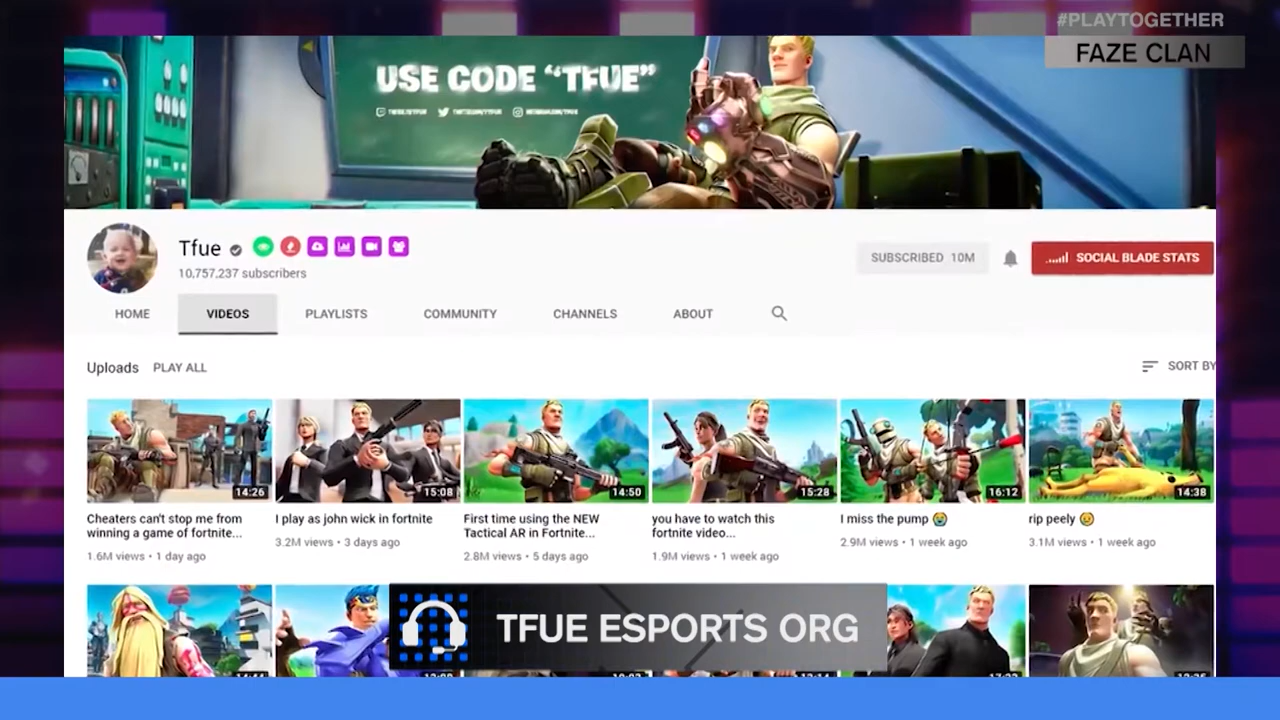 #PLAYTOGETHER
FAZE CLAN
USE CODE “TFUE”
Tfue
10,757,237 subscribers
SUBSCRIBED 10M
SOCIAL BLADE STATS
HOME VIDEOS PLAYLISTS COMMUNITY CHANNELS ABOUT
Uploads PLAY ALL
SORT BY
14:26 15:08 14:50 15:28 16:12 14:38
Cheaters can't stop me from
winning a game of fortnite...
1.6M views • 1 day ago
I play as john wick in fortnite
3.2M views • 3 days ago
First time using the NEW
Tactical AR in Fortnite...
2.8M views • 5 days ago
you have to watch this
fortnite video...
1.9M views • 1 week ago
I miss the pump 😭
2.9M views • 1 week ago
rip peely 😢
3.1M views • 1 week ago
TFUE ESPORTS ORG